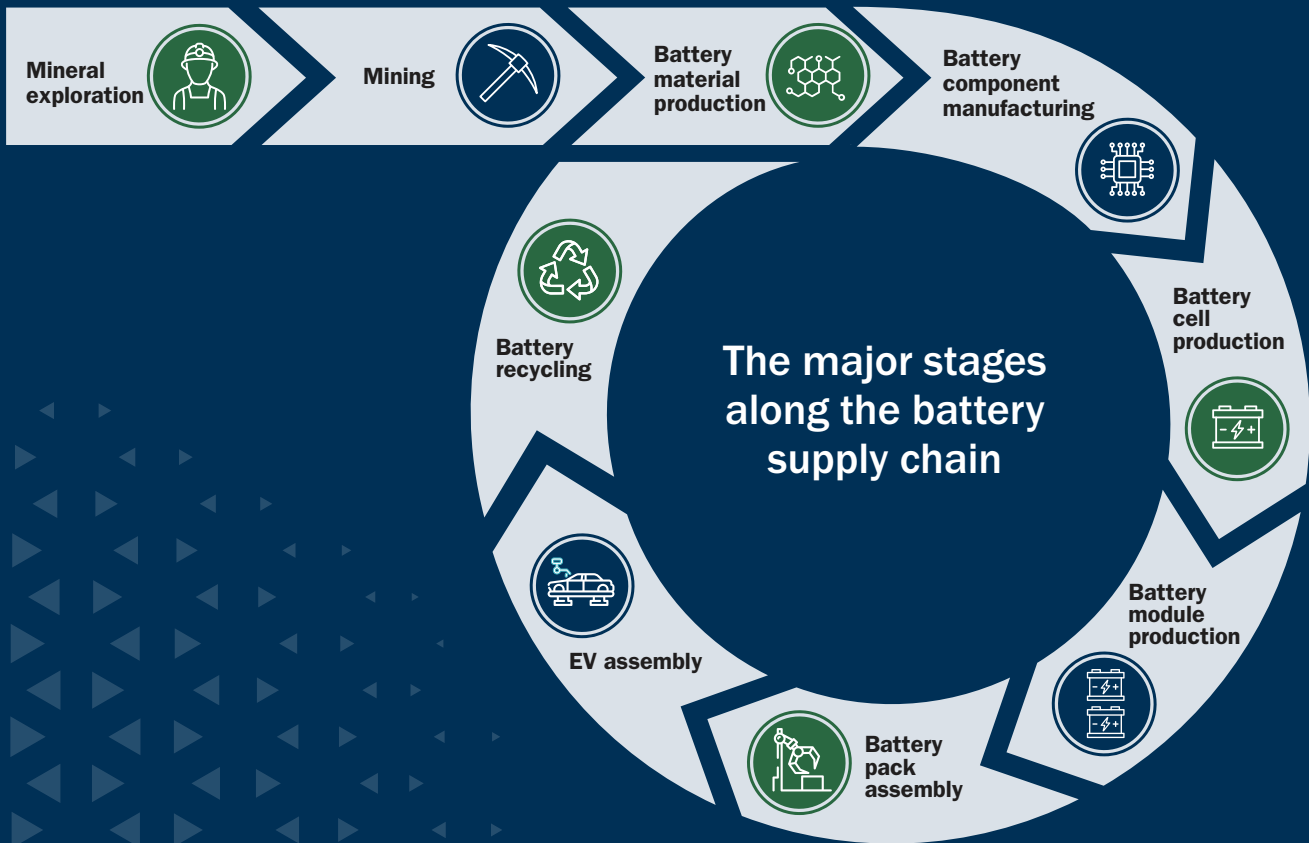 Mineral
exploration
Mining
Battery
material
production
Battery
component
manufacturing
Battery
cell
production
Battery
module
production
Battery
pack
assembly
EV assembly
Battery
recycling
The major stages
along the battery
supply chain